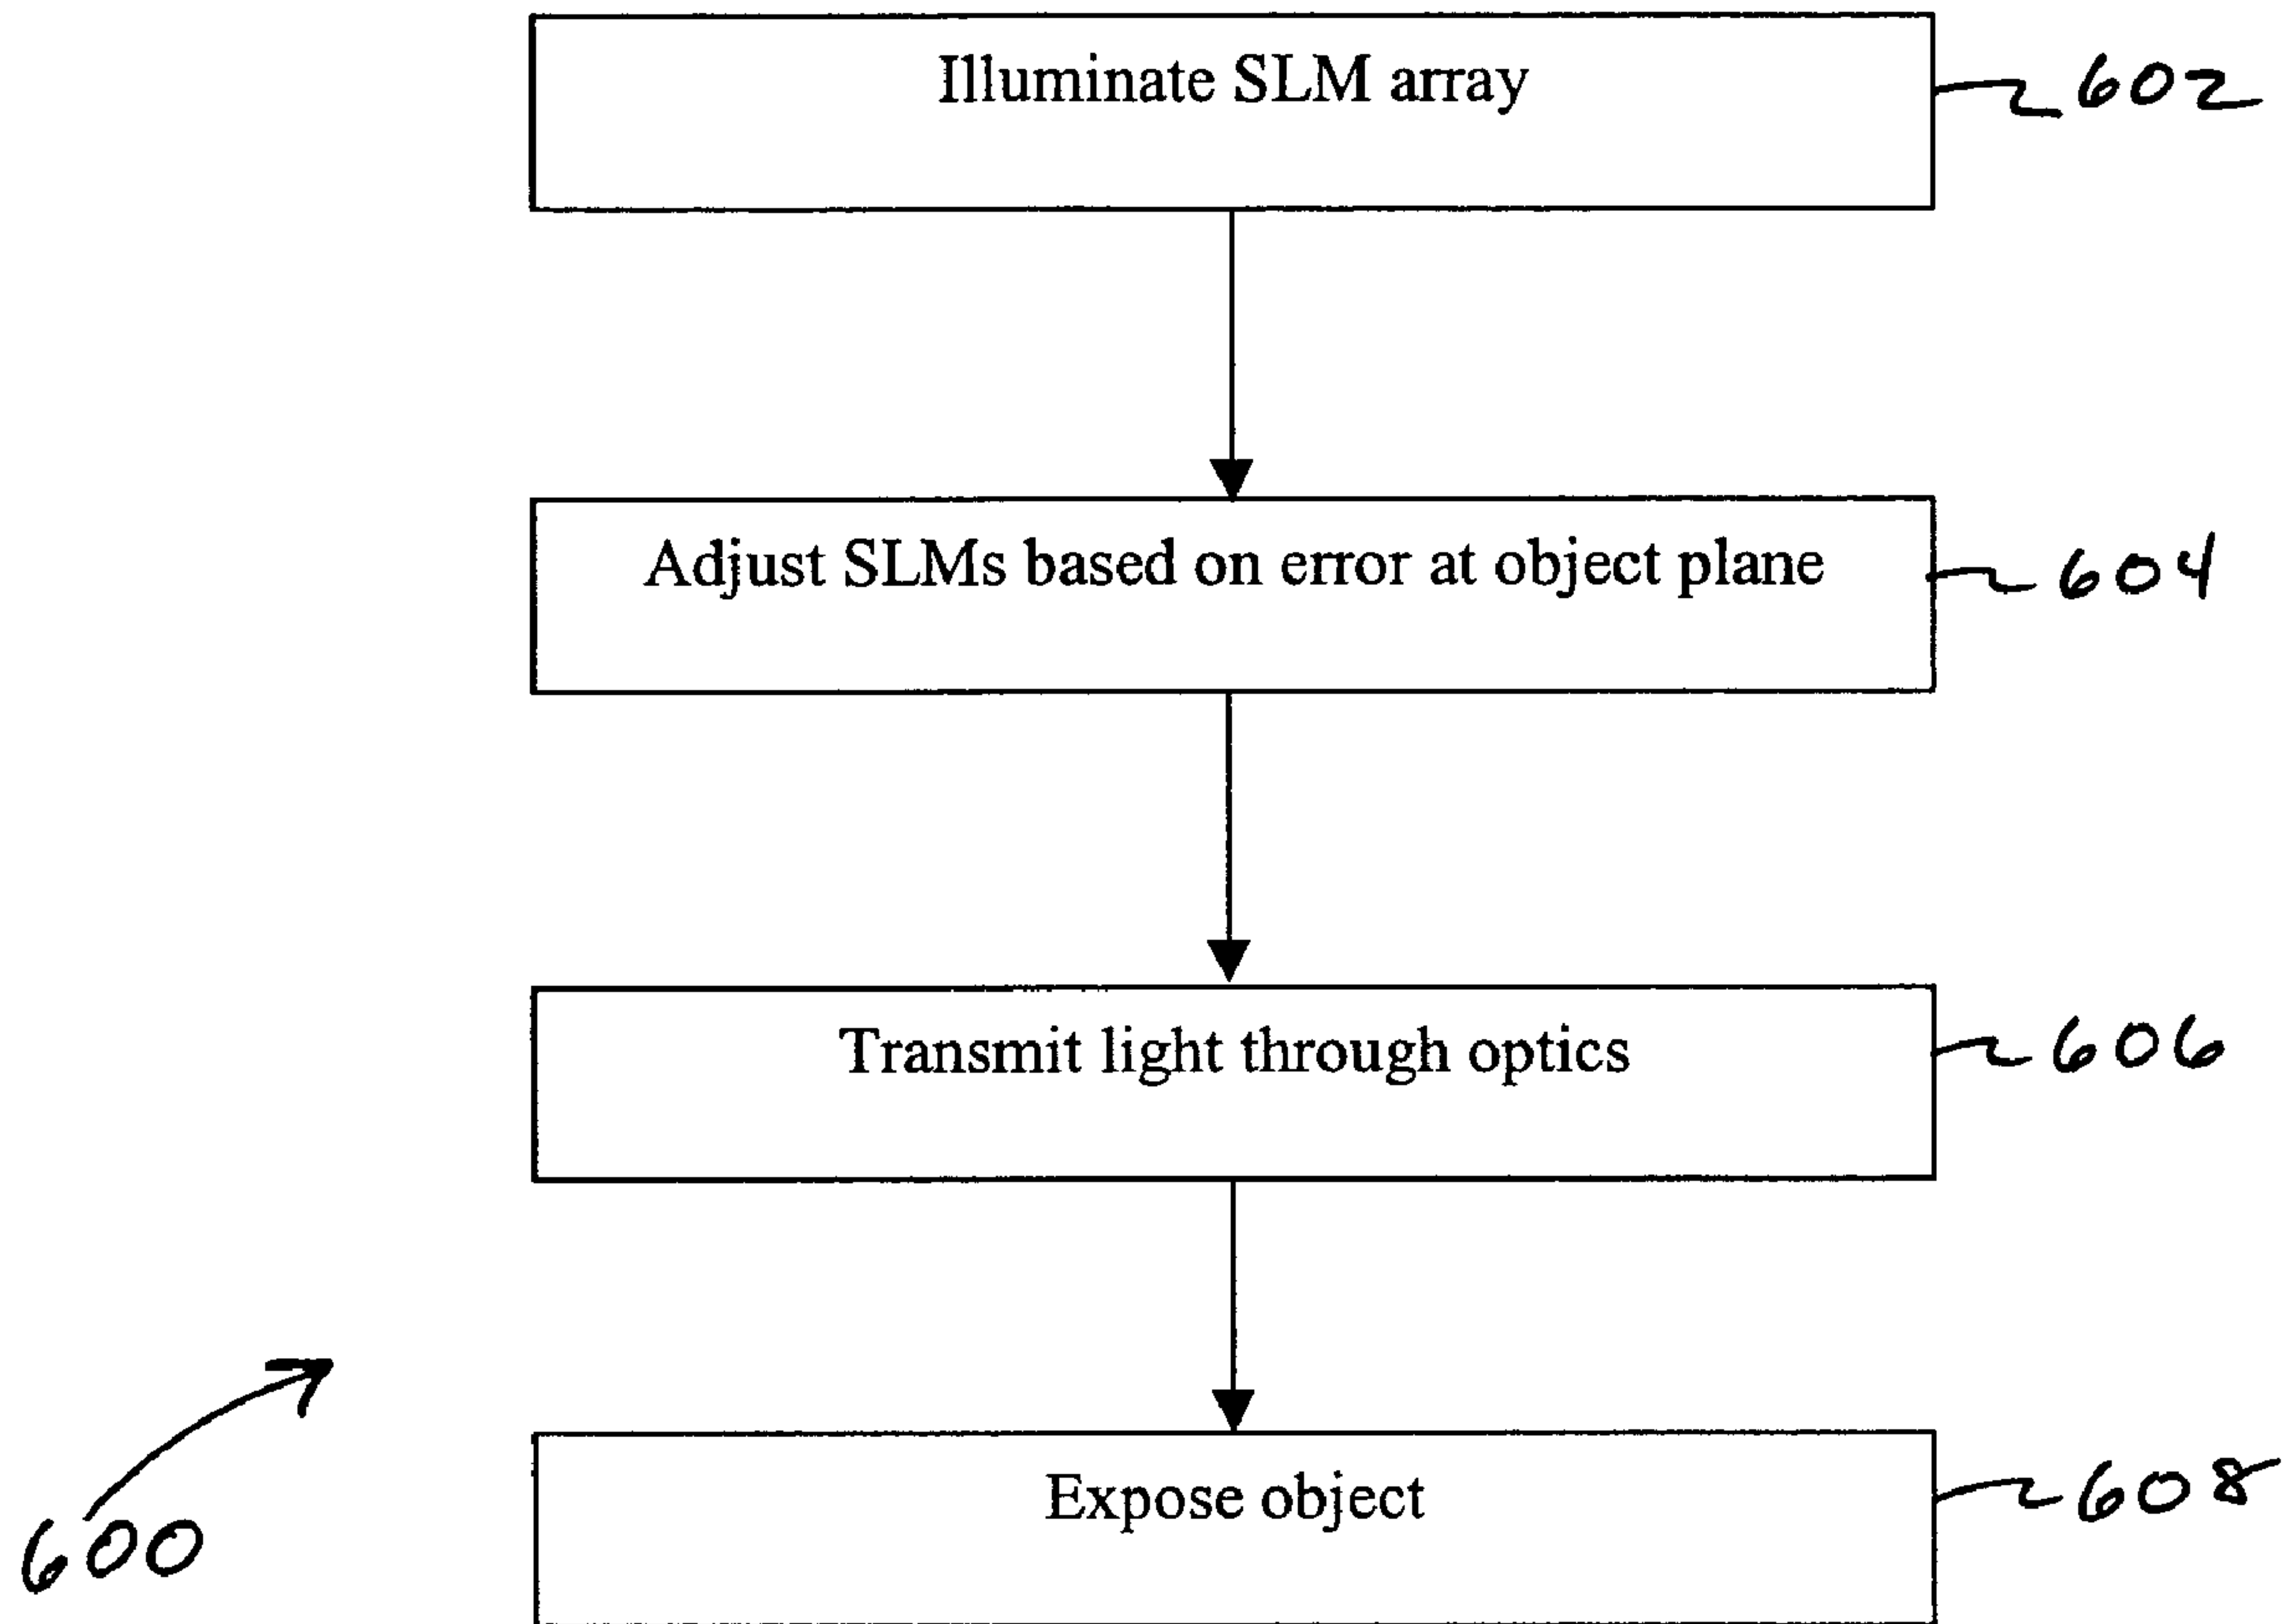 Illuminate SLM array
602
Adjust SLMs based on error at object plane
604
Transmit light through optics
606
Expose object
608
600